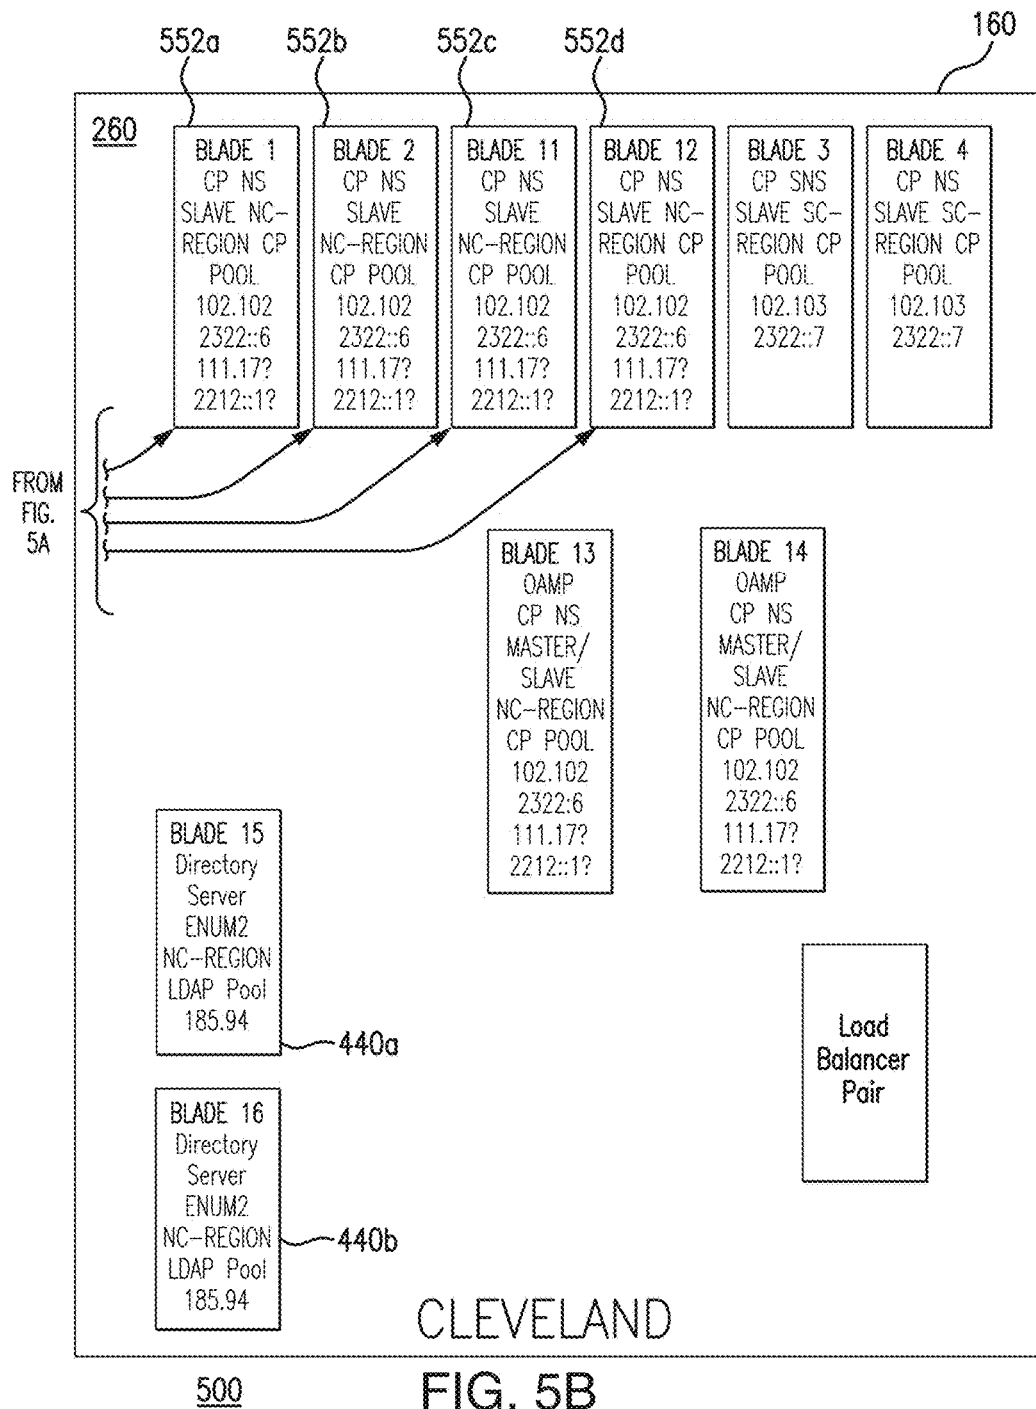 552a
552b
552c
552d
160
260
BLADE 1
CP NS
SLAVE NC-
REGION CP
POOL
102.102
2322::6
111.17?
2212::1?
BLADE 2
CP NS
SLAVE
NC-REGION
CP POOL
102.102
2322::6
111.17?
2212::1?
BLADE 11
CP NS
SLAVE
NC-REGION
CP POOL
102.102
2322::6
111.17?
2212::1?
BLADE 12
CP NS
SLAVE NC-
REGION CP
POOL
102.102
2322::6
111.17?
2212::1?
BLADE 3
CP SNS
SLAVE SC-
REGION CP
POOL
102.103
2322::7
BLADE 4
CP NS
SLAVE SC-
REGION CP
POOL
102.103
2322::7
FROM
FIG.
5A
BLADE 13
OAMP
CP NS
MASTER/
SLAVE
NC-REGION
CP POOL
102.102
2322:6
111.17?
2212::1?
BLADE 14
OAMP
CP NS
MASTER/
SLAVE
NC-REGION
CP POOL
102.102
2322::6
111.17?
2212::1?
BLADE 15
Directory
Server
ENUM2
NC-REGION
LDAP Pool
185.94
440a
Load
Balancer
Pair
BLADE 16
Directory
Server
ENUM2
NC-REGION
LDAP Pool
185.94
440b
CLEVELAND
500
FIG. 5B